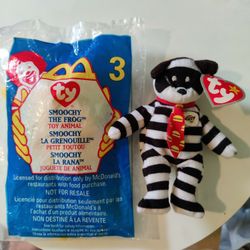 3
ty
SMOOCHY
THE FROG™
TOY ANIMAL
SMOOCHY
LA GRENOUILLE™
PETIT TOUTOU
SMOOCHY
LA RANA™
JUGUETE DE ANIMAL
Licensed for distribution only by McDonald's
restaurants with food purchase.
NOT FOR RESALE
Distribution autorisée seulement par les
restaurants McDonald's à
l'achat d'un produit alimentaire.
NON DESTINÉ À LA REVENTE
ty